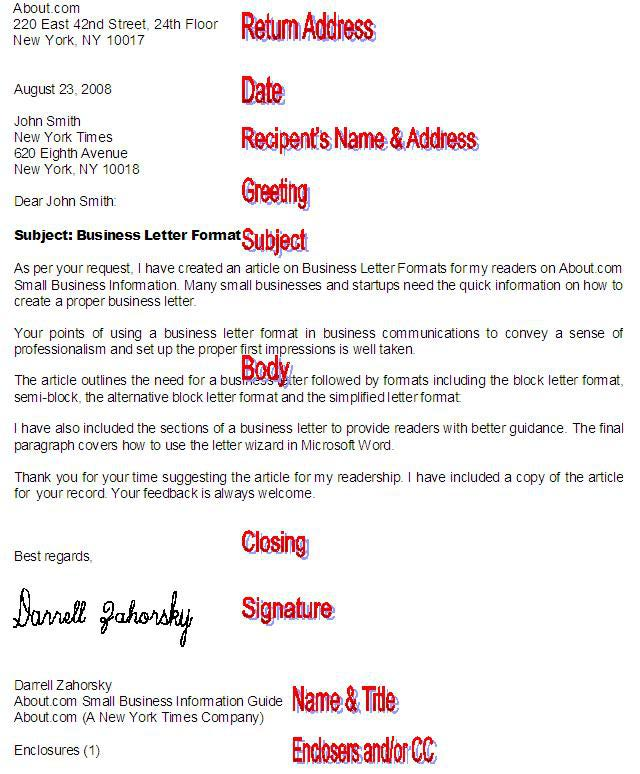 About.com
220 East 42nd Street, 24th Floor
New York, NY 10017
Return Address
August 23, 2008
Date
John Smith
New York Times
620 Eighth Avenue
New York, NY 10018
Recipent's Name & Address
Dear John Smith:
Greeting
Subject: Business Letter Format
Subject
As per your request, I have created an article on Business Letter Formats for my readers on About.com
Small Business Information. Many small businesses and startups need the quick information on how to
create a proper business letter.
Your points of using a business letter format in business communications to convey a sense of
professionalism and set up the proper first impressions is well taken.
Body
The article outlines the need for a business letter followed by formats including the block letter format,
semi-block, the alternative block letter format and the simplified letter format.
I have also included the sections of a business letter to provide readers with better guidance. The final
paragraph covers how to use the letter wizard in Microsoft Word.
Thank you for your time suggesting the article for my readership. I have included a copy of the article
for your record. Your feedback is always welcome.
Closing
Best regards,
Darrell Zahorsky
Signature
Darrell Zahorsky
About.com Small Business Information Guide
About.com (A New York Times Company)
Name & Title
Enclosures (1)
Enclosers and/or CC